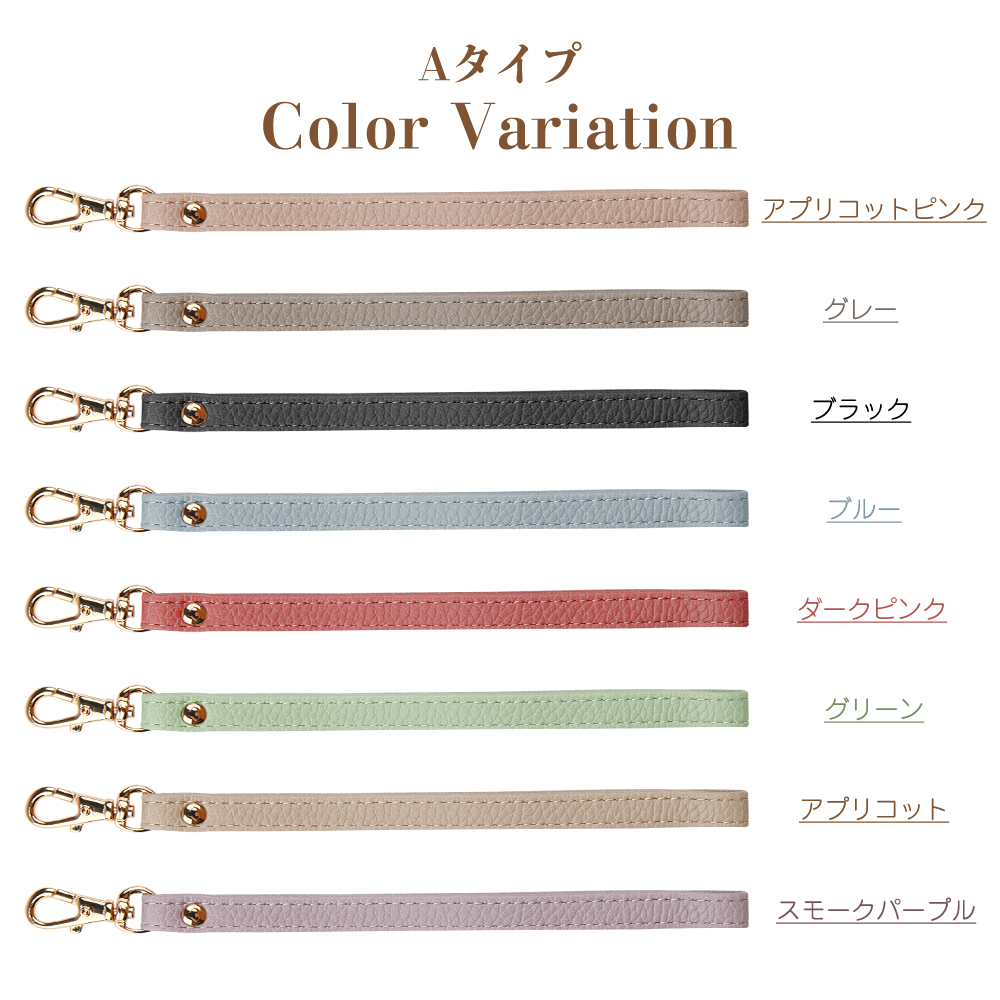 Aタイプ
Color Variation
アプリコットピンク
グレー
ブラック
ブルー
ダークピンク
グリーン
アプリコット
スモークパープル